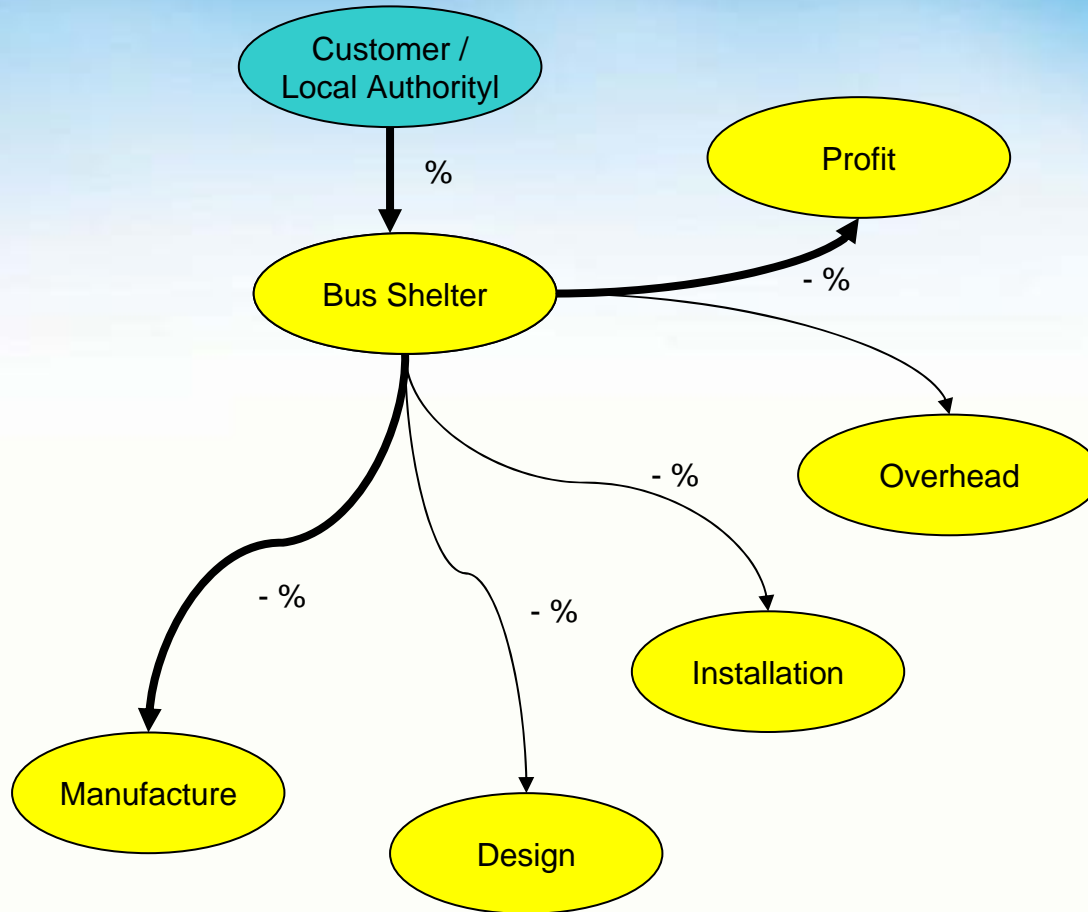 Customer /
Local Authorityl
%
Profit
Bus Shelter
- %
Overhead
- %
- %
- %
Installation
Manufacture
Design